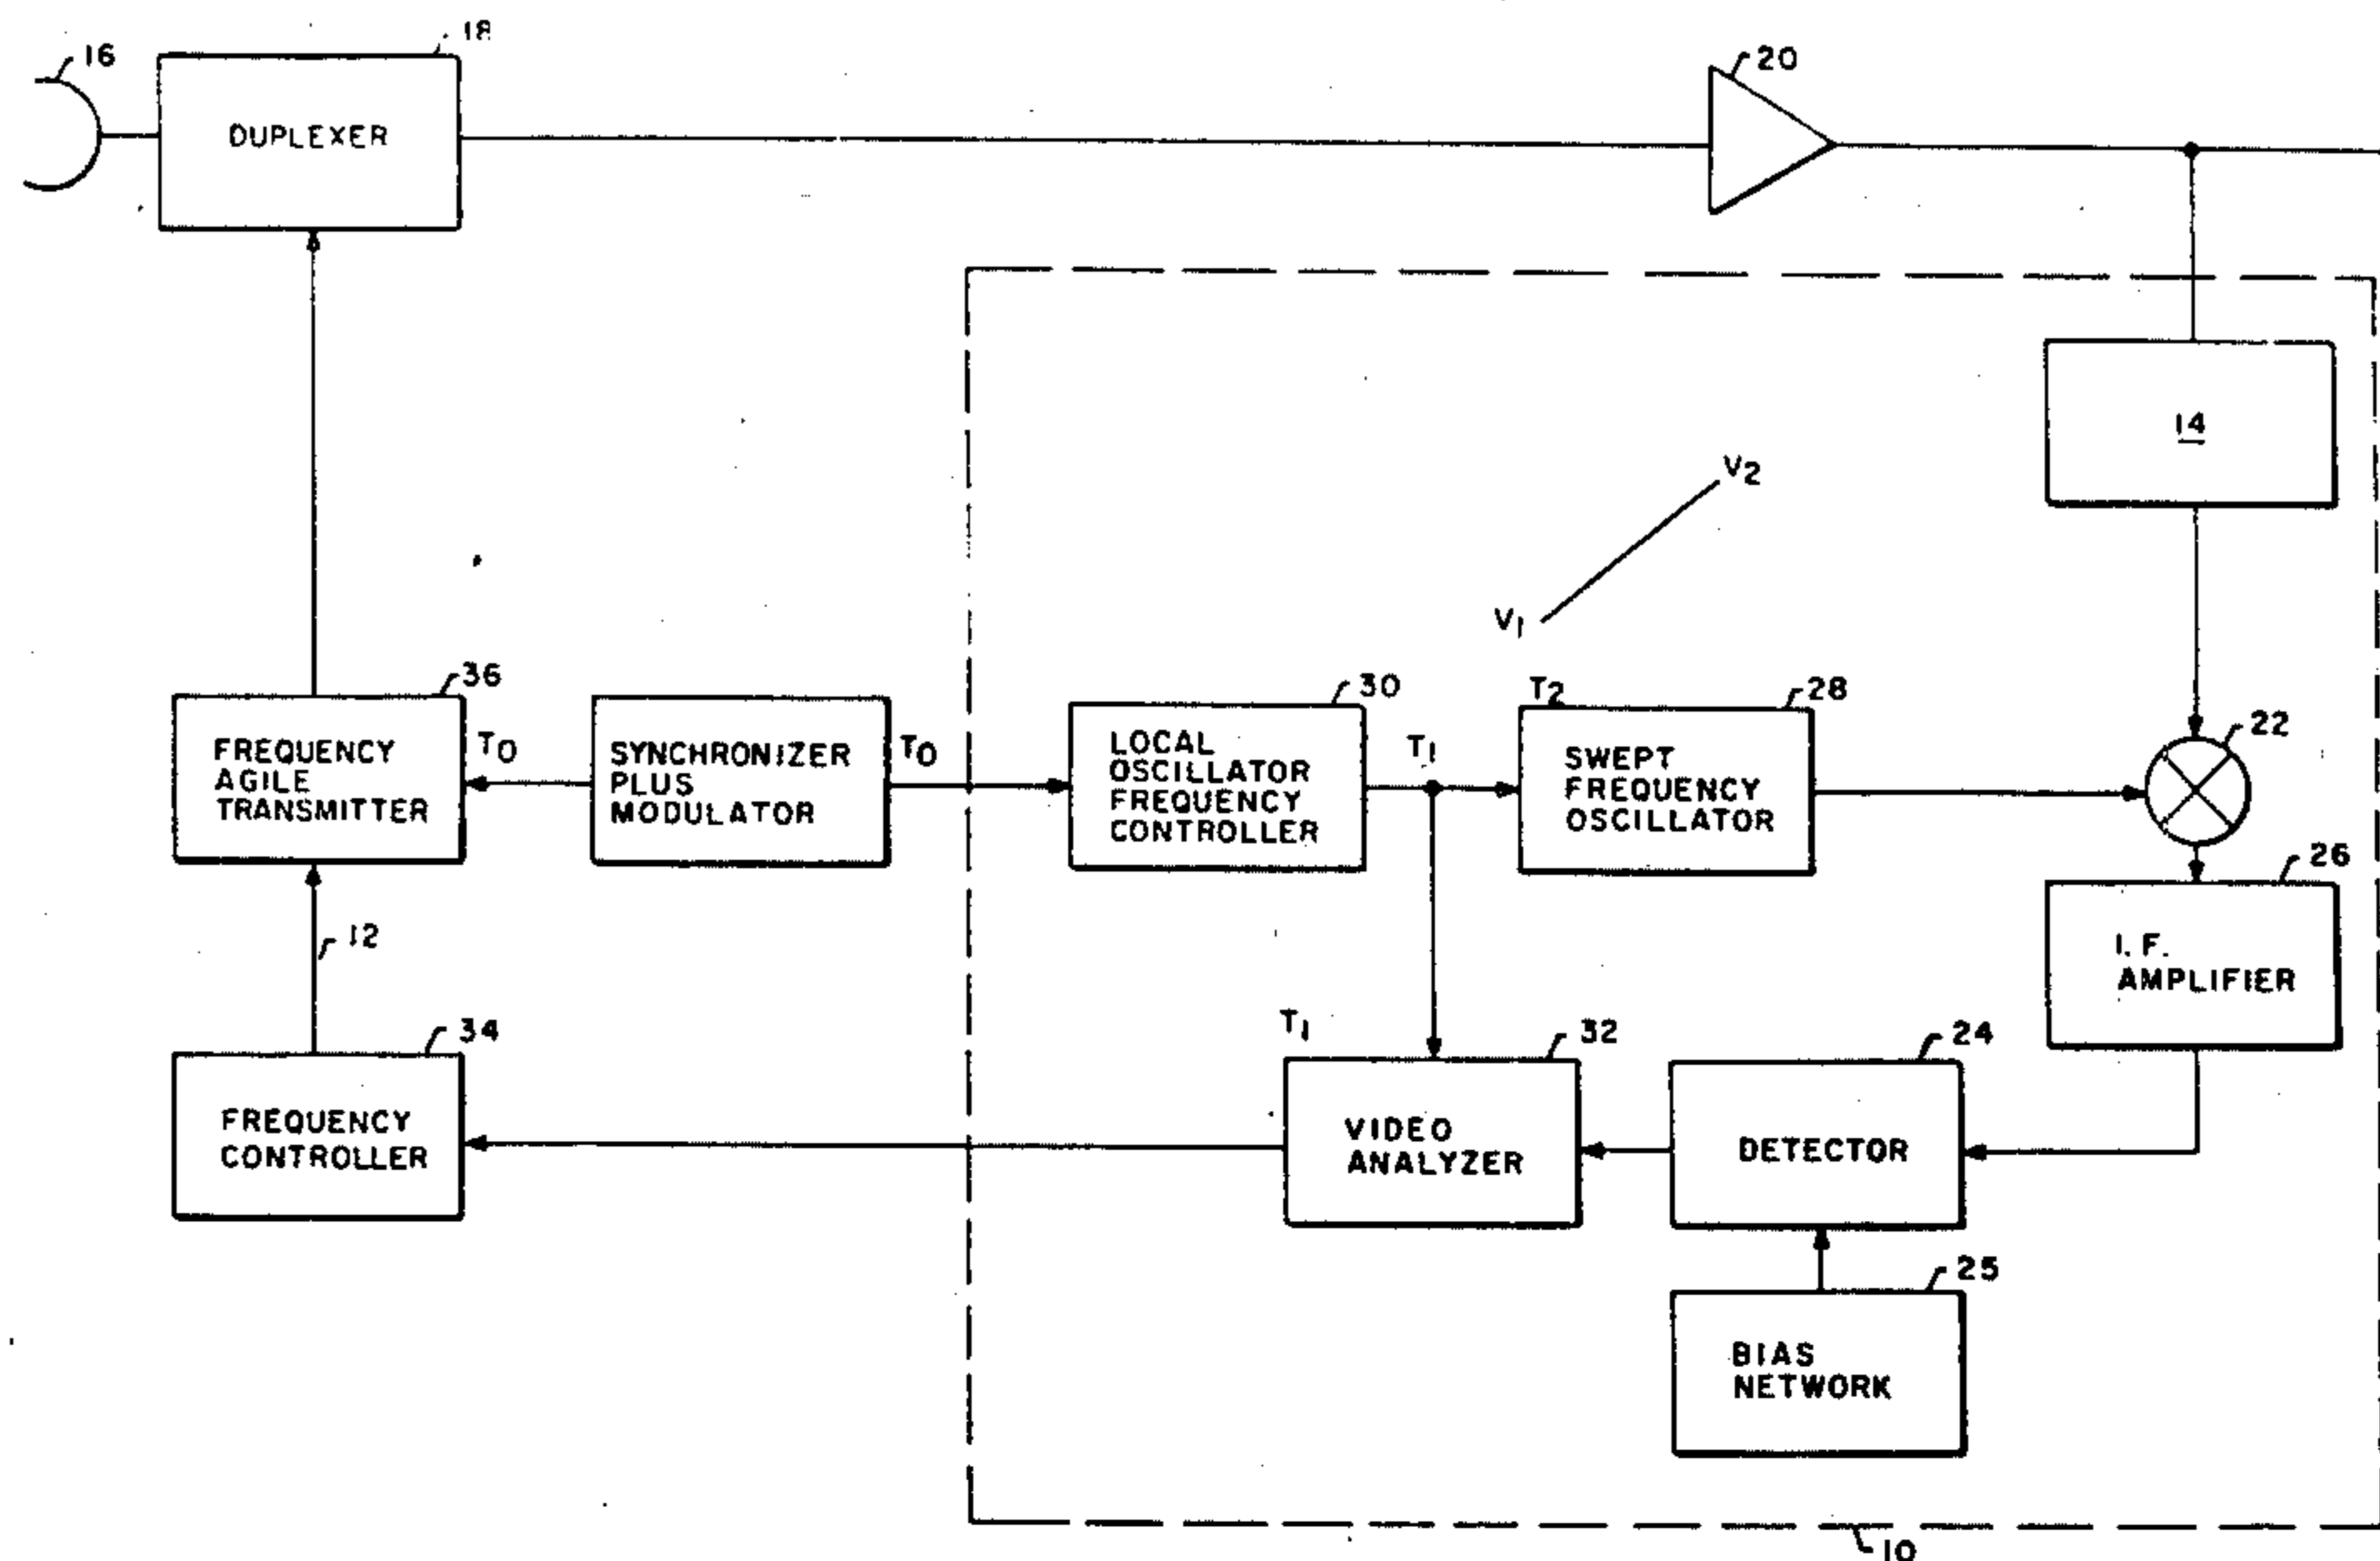 16
18
DUPLEXER
20
14
V2
V1
36
FREQUENCY
AGILE
TRANSMITTER
T0
SYNCHRONIZER
PLUS
MODULATOR
T0
30
LOCAL
OSCILLATOR
FREQUENCY
CONTROLLER
T1
T2
28
SWEPT
FREQUENCY
OSCILLATOR
22
26
I.F.
AMPLIFIER
12
34
FREQUENCY
CONTROLLER
T1
32
VIDEO
ANALYZER
24
DETECTOR
25
BIAS
NETWORK
10